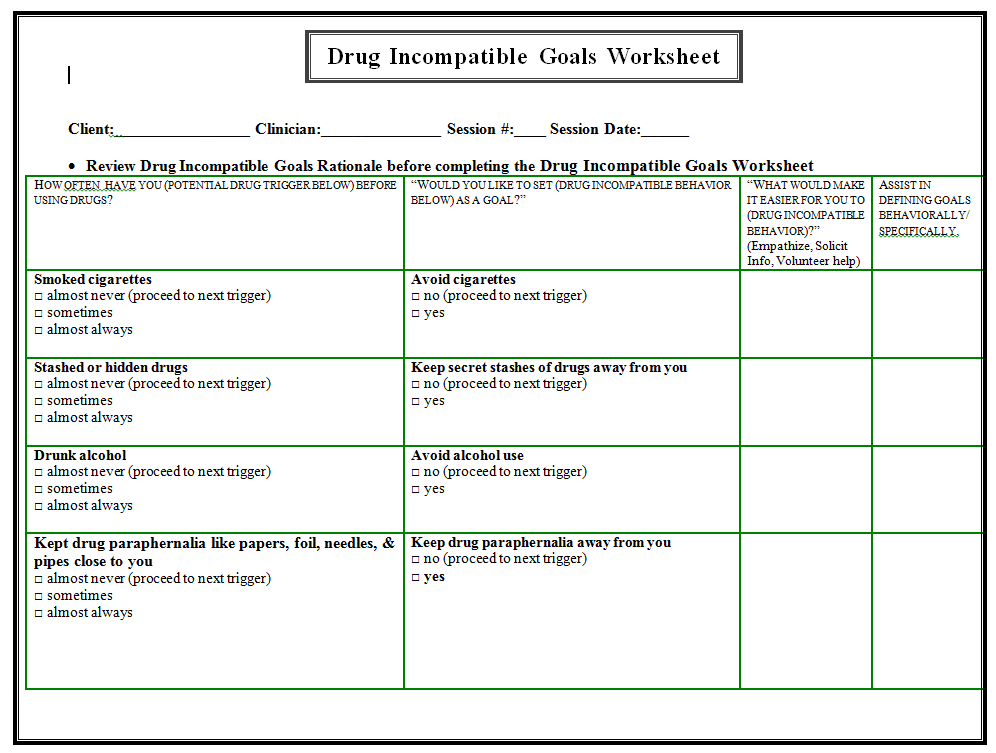 Drug Incompatible Goals Worksheet
Client:__________________ Clinician:________________ Session #:____ Session Date:______
• Review Drug Incompatible Goals Rationale before completing the Drug Incompatible Goals Worksheet
HOW OFTEN HAVE YOU (POTENTIAL DRUG TRIGGER BELOW) BEFORE
USING DRUGS?
“WOULD YOU LIKE TO SET (DRUG INCOMPATIBLE BEHAVIOR
BELOW) AS A GOAL?”
“WHAT WOULD MAKE
IT EASIER FOR YOU TO
(DRUG INCOMPATIBLE
BEHAVIOR)?”
(Empathize, Solicit
Info, Volunteer help)
ASSIST IN
DEFINING GOALS
BEHAVIORALLY/
SPECIFICALLY.
Smoked cigarettes
□ almost never (proceed to next trigger)
□ sometimes
□ almost always
Avoid cigarettes
□ no (proceed to next trigger)
□ yes
Stashed or hidden drugs
□ almost never (proceed to next trigger)
□ sometimes
□ almost always
Keep secret stashes of drugs away from you
□ no (proceed to next trigger)
□ yes
Drunk alcohol
□ almost never (proceed to next trigger)
□ sometimes
□ almost always
Avoid alcohol use
□ no (proceed to next trigger)
□ yes
Kept drug paraphernalia like papers, foil, needles, &
pipes close to you
□ almost never (proceed to next trigger)
□ sometimes
□ almost always
Keep drug paraphernalia away from you
□ no (proceed to next trigger)
□ yes